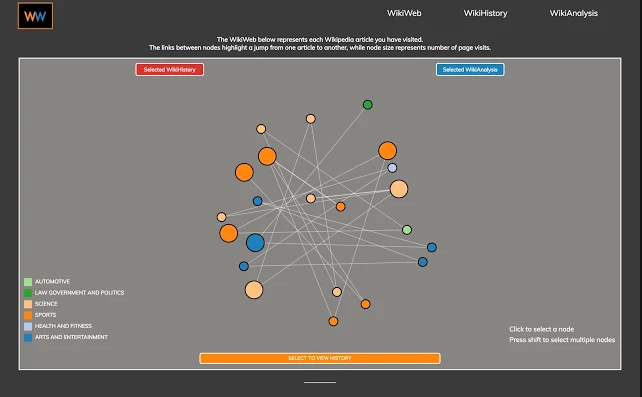 WW
WikiWeb
WikiHistory
WikiAnalysis
The WikiWeb below represents each Wikipedia article you have visited.
The links between nodes highlight a jump from one article to another, while node size represents number of page visits.
Selected WikiHistory
Selected WikiAnalysis
AUTOMOTIVE
LAW GOVERNMENT AND POLITICS
SCIENCE
SPORTS
HEALTH AND FITNESS
ARTS AND ENTERTAINMENT
Click to select a node
Press shift to select multiple nodes
SELECT TO VIEW HISTORY